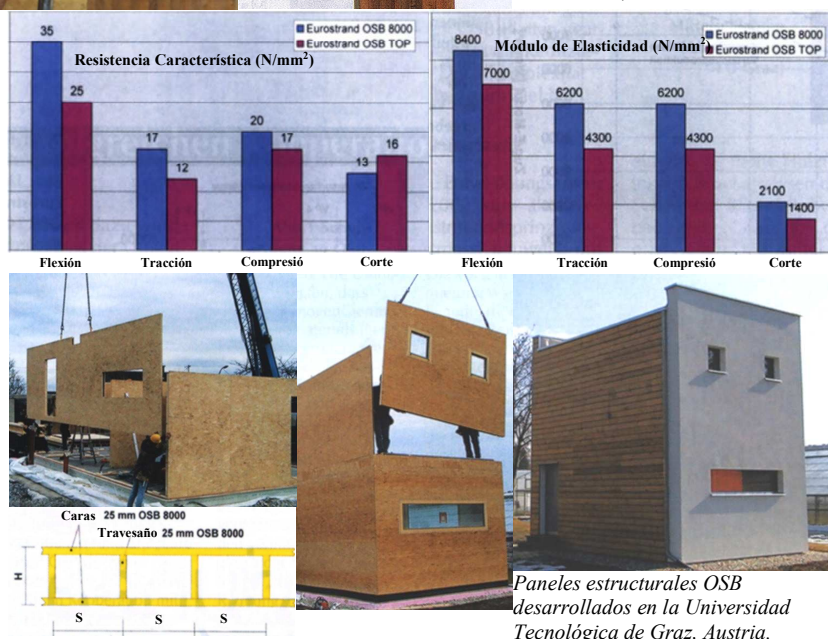 35
Eurostrand OSB 8000
Eurostrand OSB TOP
Resistencia Característica (N/mm²)
25
17
12
20
17
13
16
Flexión
Tracción
Compresió
Corte
8400
Eurostrand OSB 8000
Módulo de Elasticidad (N/mm²)
Eurostrand OSB TOP
7000
6200
4300
6200
4300
2100
1400
Flexión
Tracción
Compresió
Corte
Caras 25 mm OSB 8000
Travesaño 25 mm OSB 8000
H
S
S
S
Paneles estructurales OSB
desarrollados en la Universidad
Tecnológica de Graz, Austria.